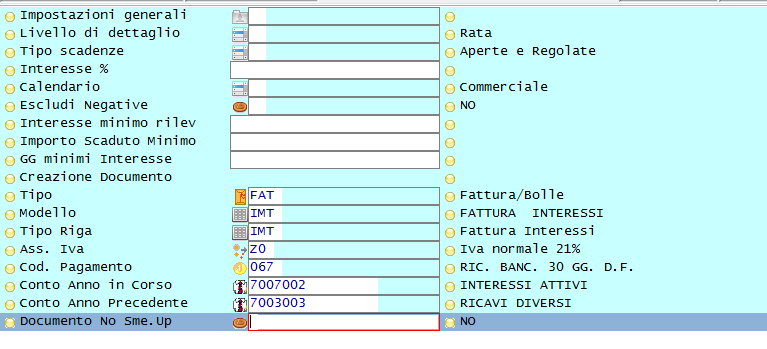 Impostazioni generali
Livello di dettaglio Rata
Tipo scadenze Aperte e Regolate
Interesse %
Calendario Commerciale
Escludi Negative NO
Interesse minimo rilev
Importo Scaduto Minimo
GG minimi Interesse
Creazione Documento
Tipo FAT Fattura/Bolle
Modello IMT FATTURA  INTERESSI
Tipo Riga IMT Fattura Interessi
Ass. Iva Z0 Iva normale 21%
Cod. Pagamento 067 RIC. BANC. 30 GG. D.F.
Conto Anno in Corso 7007002 INTERESSI ATTIVI
Conto Anno Precedente 7003003 RICAVI DIVERSI
Documento No Sme.Up NO